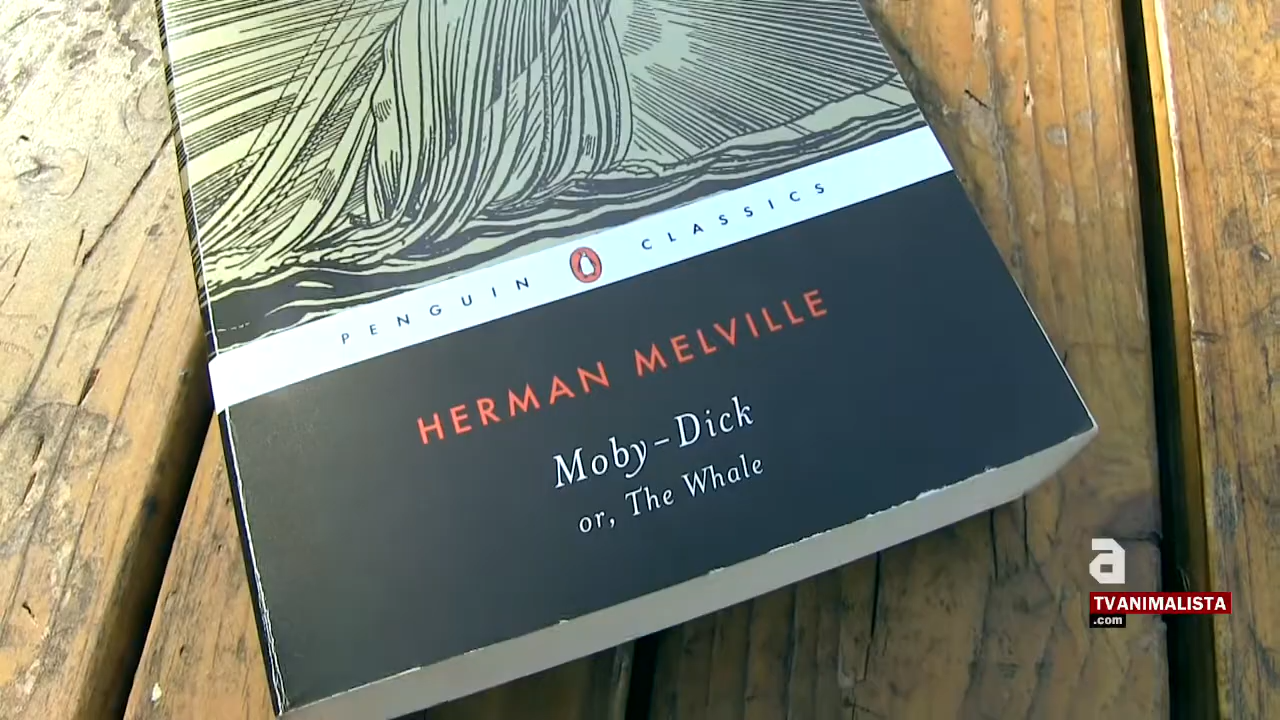 PENGUIN CLASSICS
HERMAN MELVILLE
Moby-Dick
or, The Whale
a
TVANIMALISTA
.com